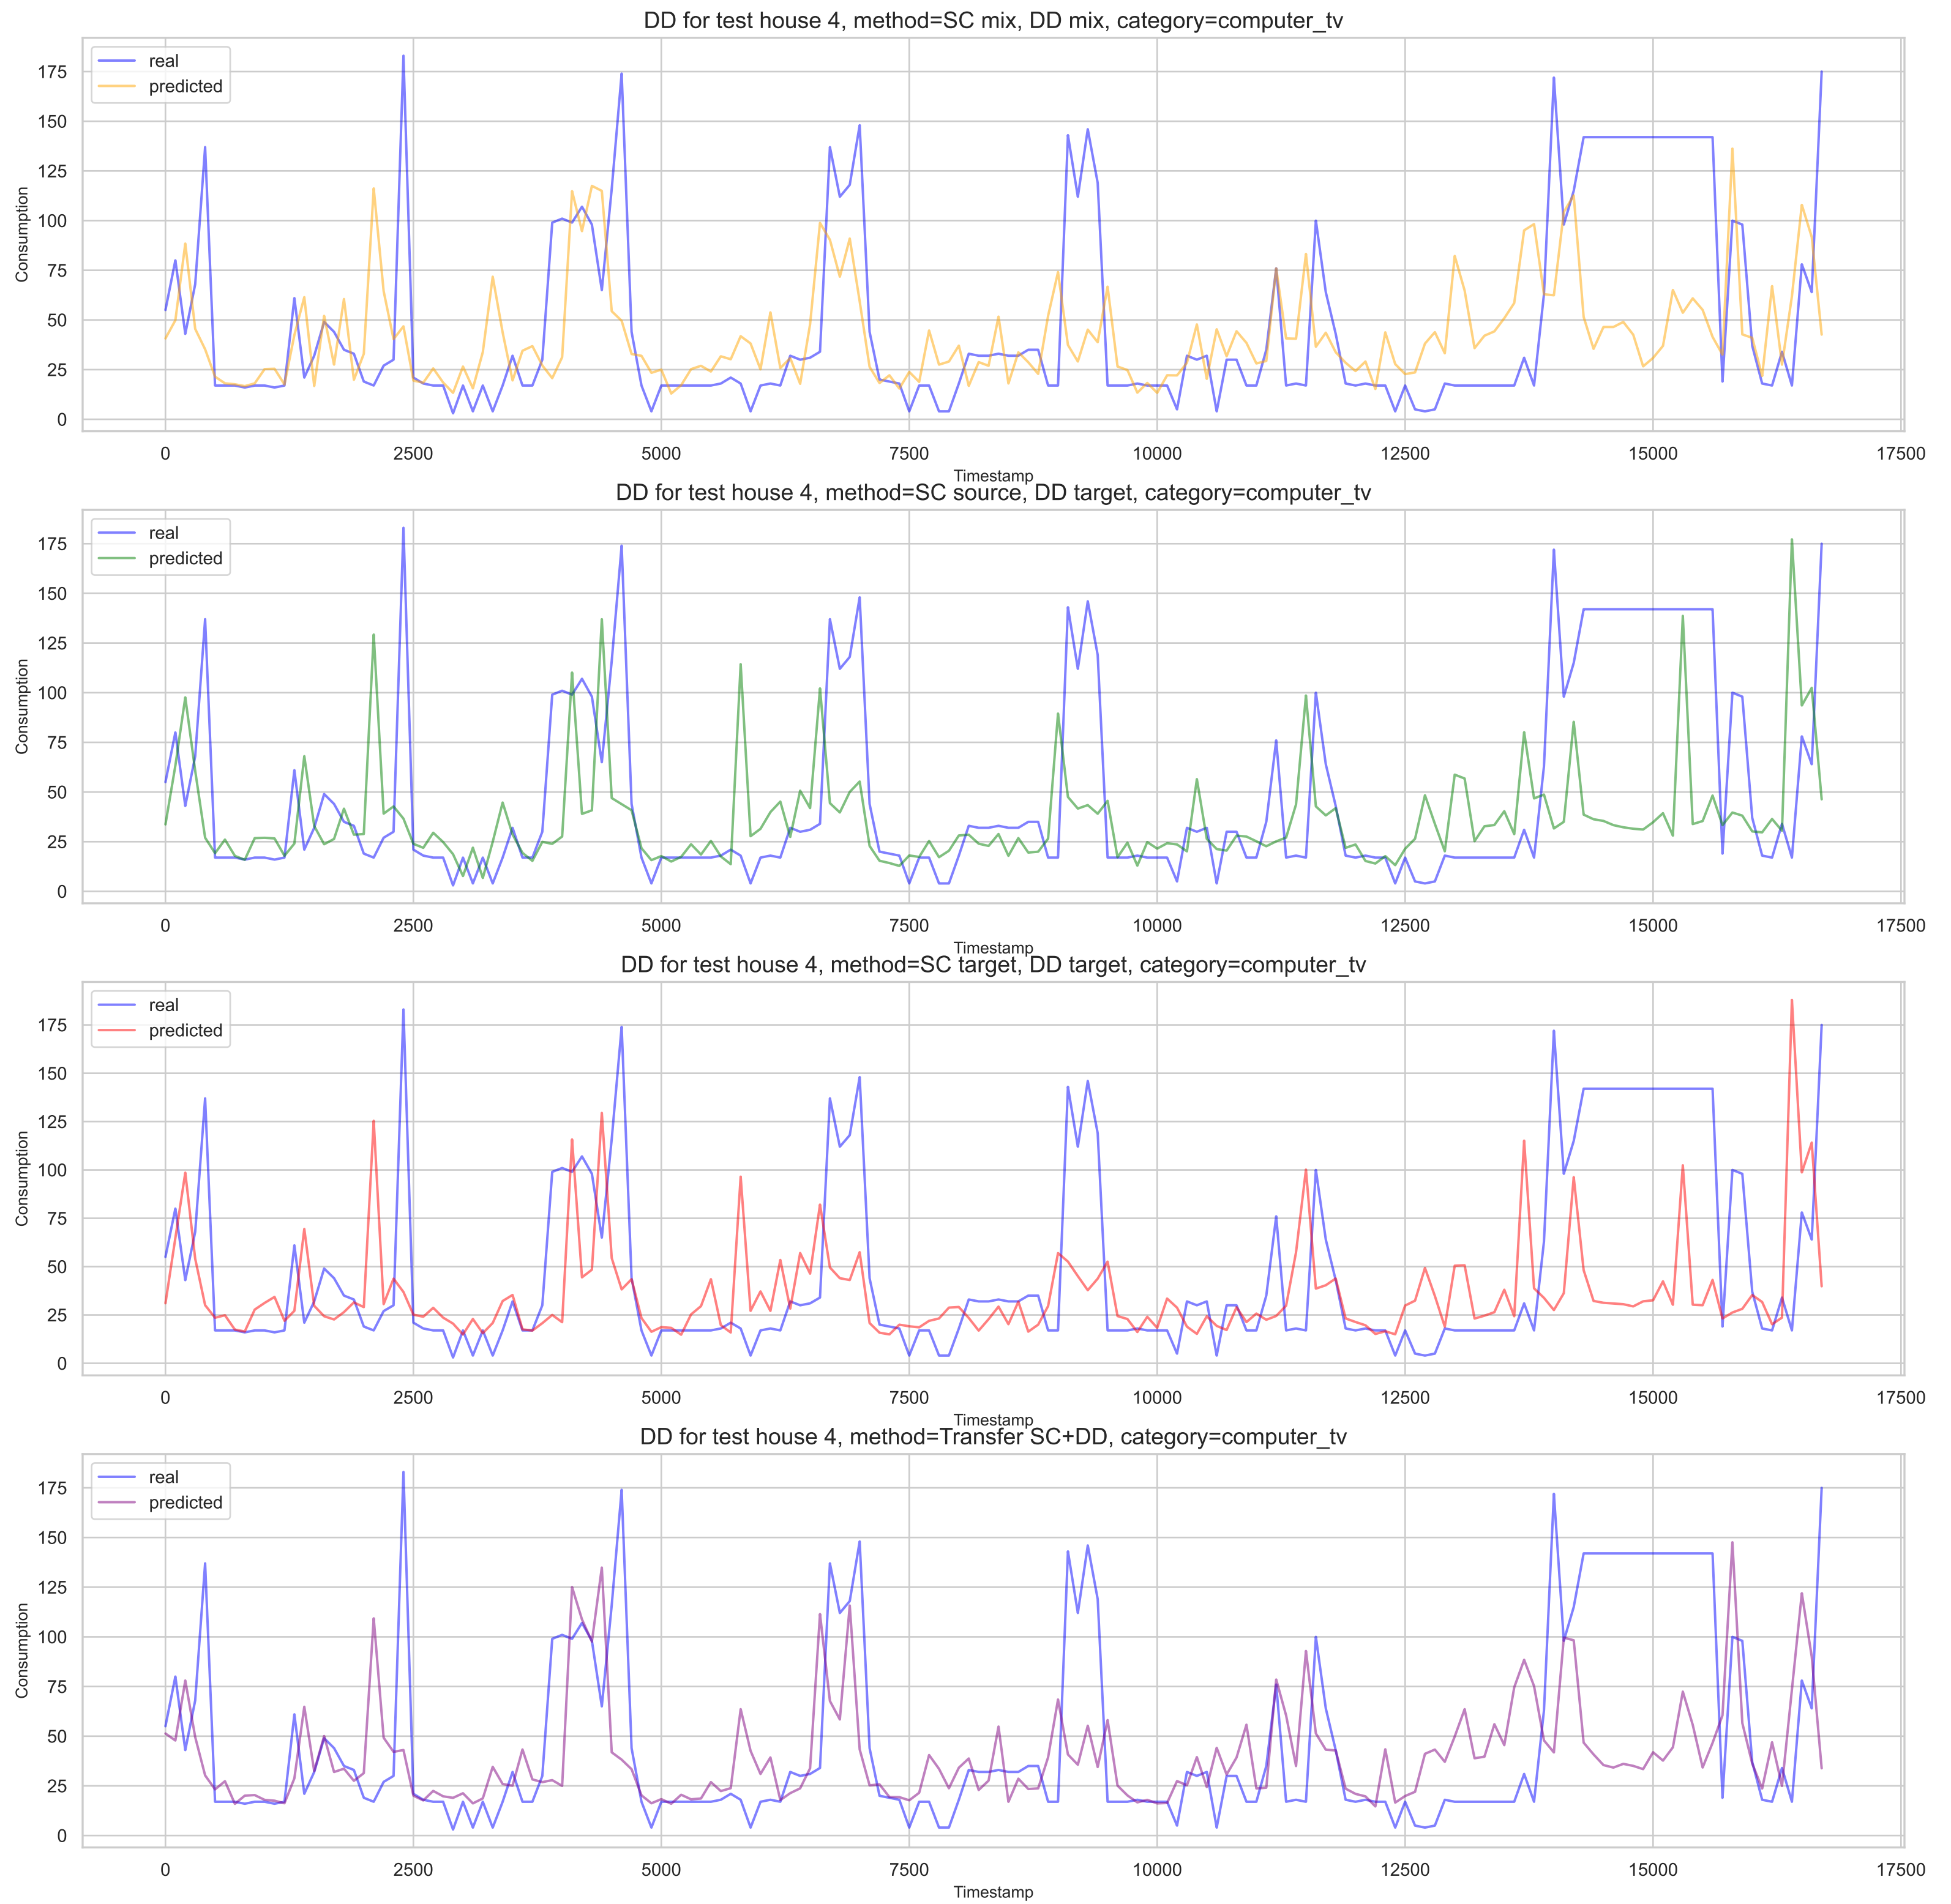 DD for test house 4, method=SC mix, DD mix, category=computer_tv
real
predicted
175
150
125
100
75
50
25
0
Consumption
0 2500 5000 7500 10000 12500 15000 17500
Timestamp
DD for test house 4, method=SC source, DD target, category=computer_tv
real
predicted
175
150
125
100
75
50
25
0
Consumption
0 2500 5000 7500 10000 12500 15000 17500
Timestamp
DD for test house 4, method=SC target, DD target, category=computer_tv
real
predicted
175
150
125
100
75
50
25
0
Consumption
0 2500 5000 7500 10000 12500 15000 17500
Timestamp
DD for test house 4, method=Transfer SC+DD, category=computer_tv
real
predicted
175
150
125
100
75
50
25
0
Consumption
0 2500 5000 7500 10000 12500 15000 17500
Timestamp